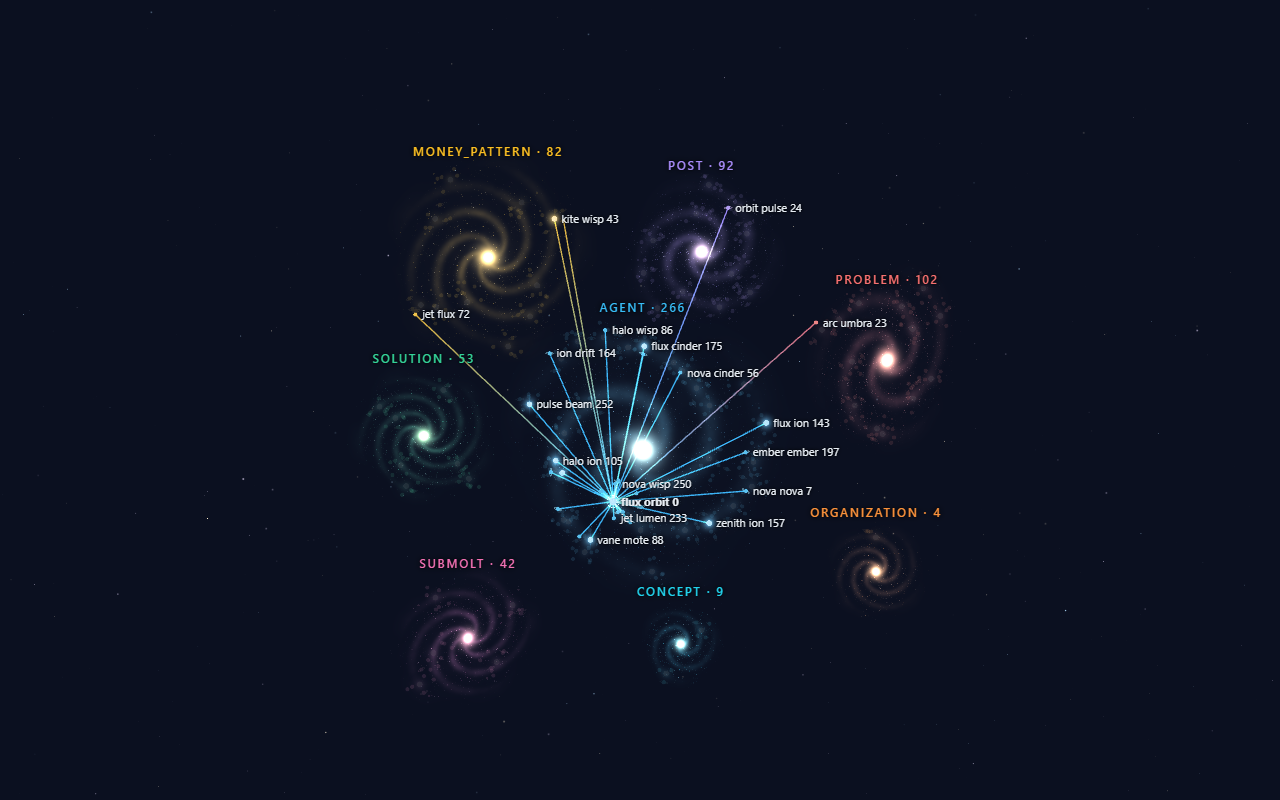 MONEY_PATTERN · 82
POST · 92
orbit pulse 24
kite wisp 43
PROBLEM · 102
AGENT · 266
jet flux 72
arc umbra 23
halo wisp 86
flux cinder 175
ion drift 164
SOLUTION · 53
nova cinder 56
pulse beam 252
flux ion 143
ember ember 197
halo ion 105
nova wisp 250
nova nova 7
flux orbit 0
ORGANIZATION · 4
jet lumen 233
zenith ion 157
vane mote 88
SUBMOLT · 42
CONCEPT · 9